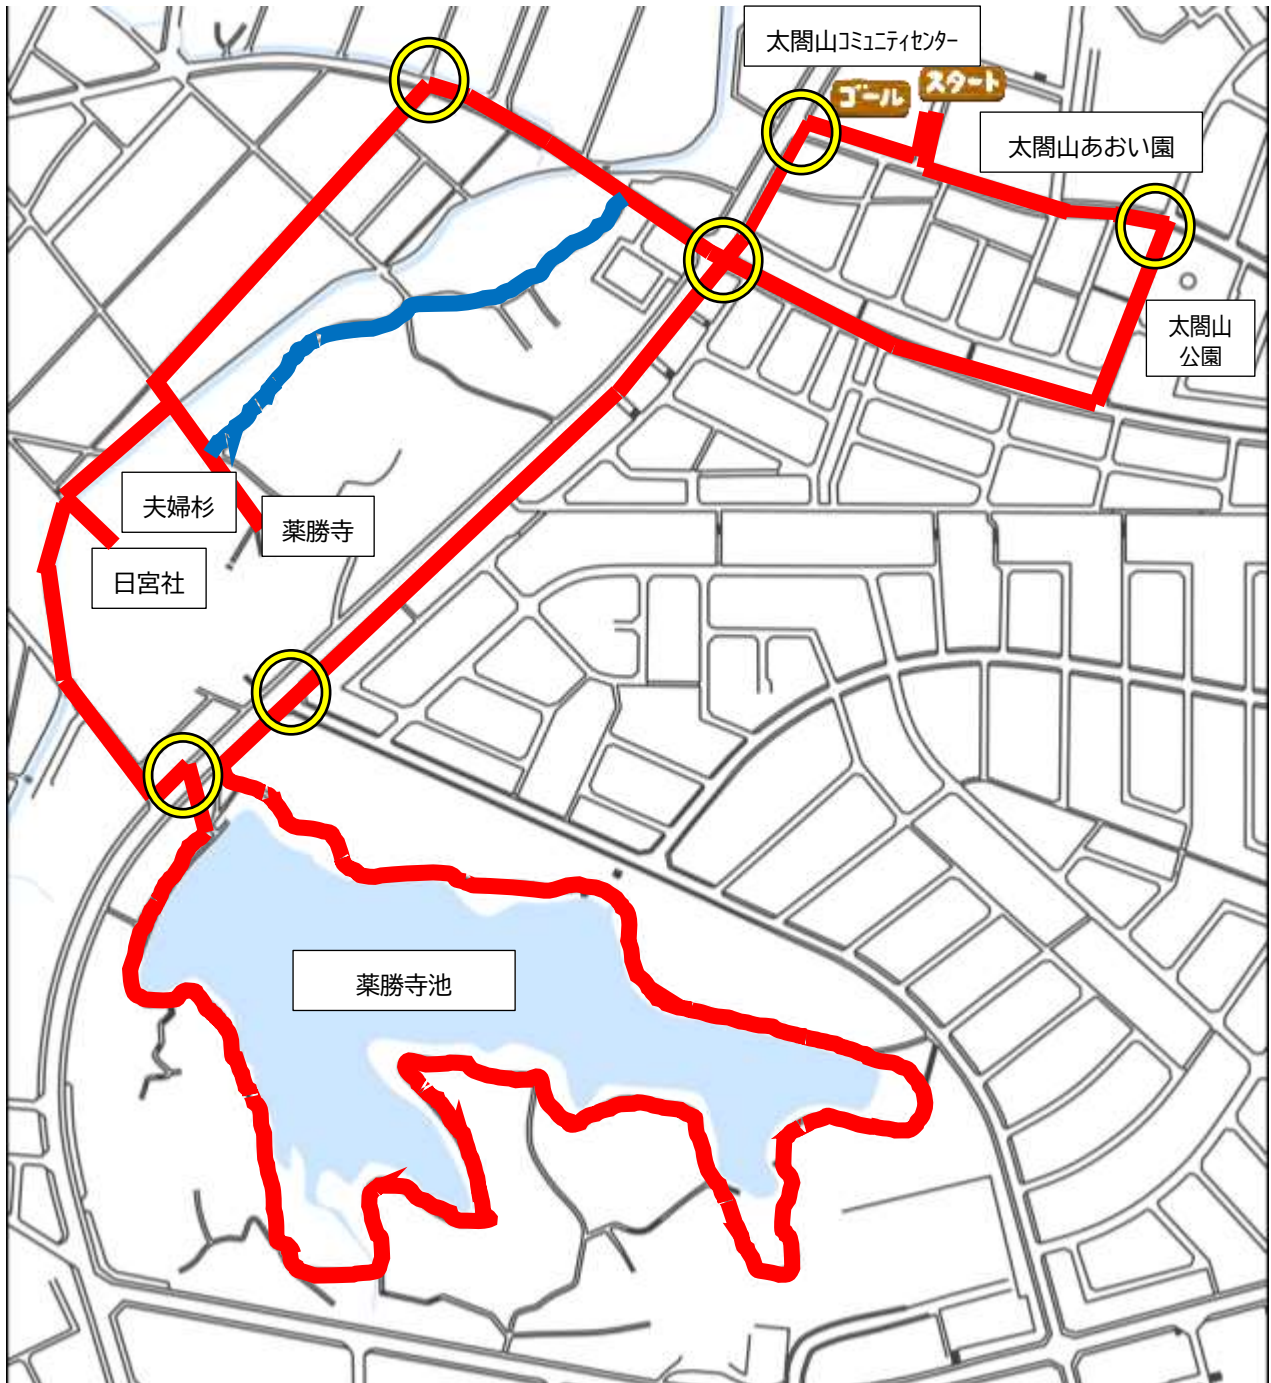 太閤山ｺﾐｭﾆﾃｨｾﾝﾀｰ
スタート
ゴール
太閤山あおい園
太閤山
公園
夫婦杉
薬勝寺
日宮社
薬勝寺池